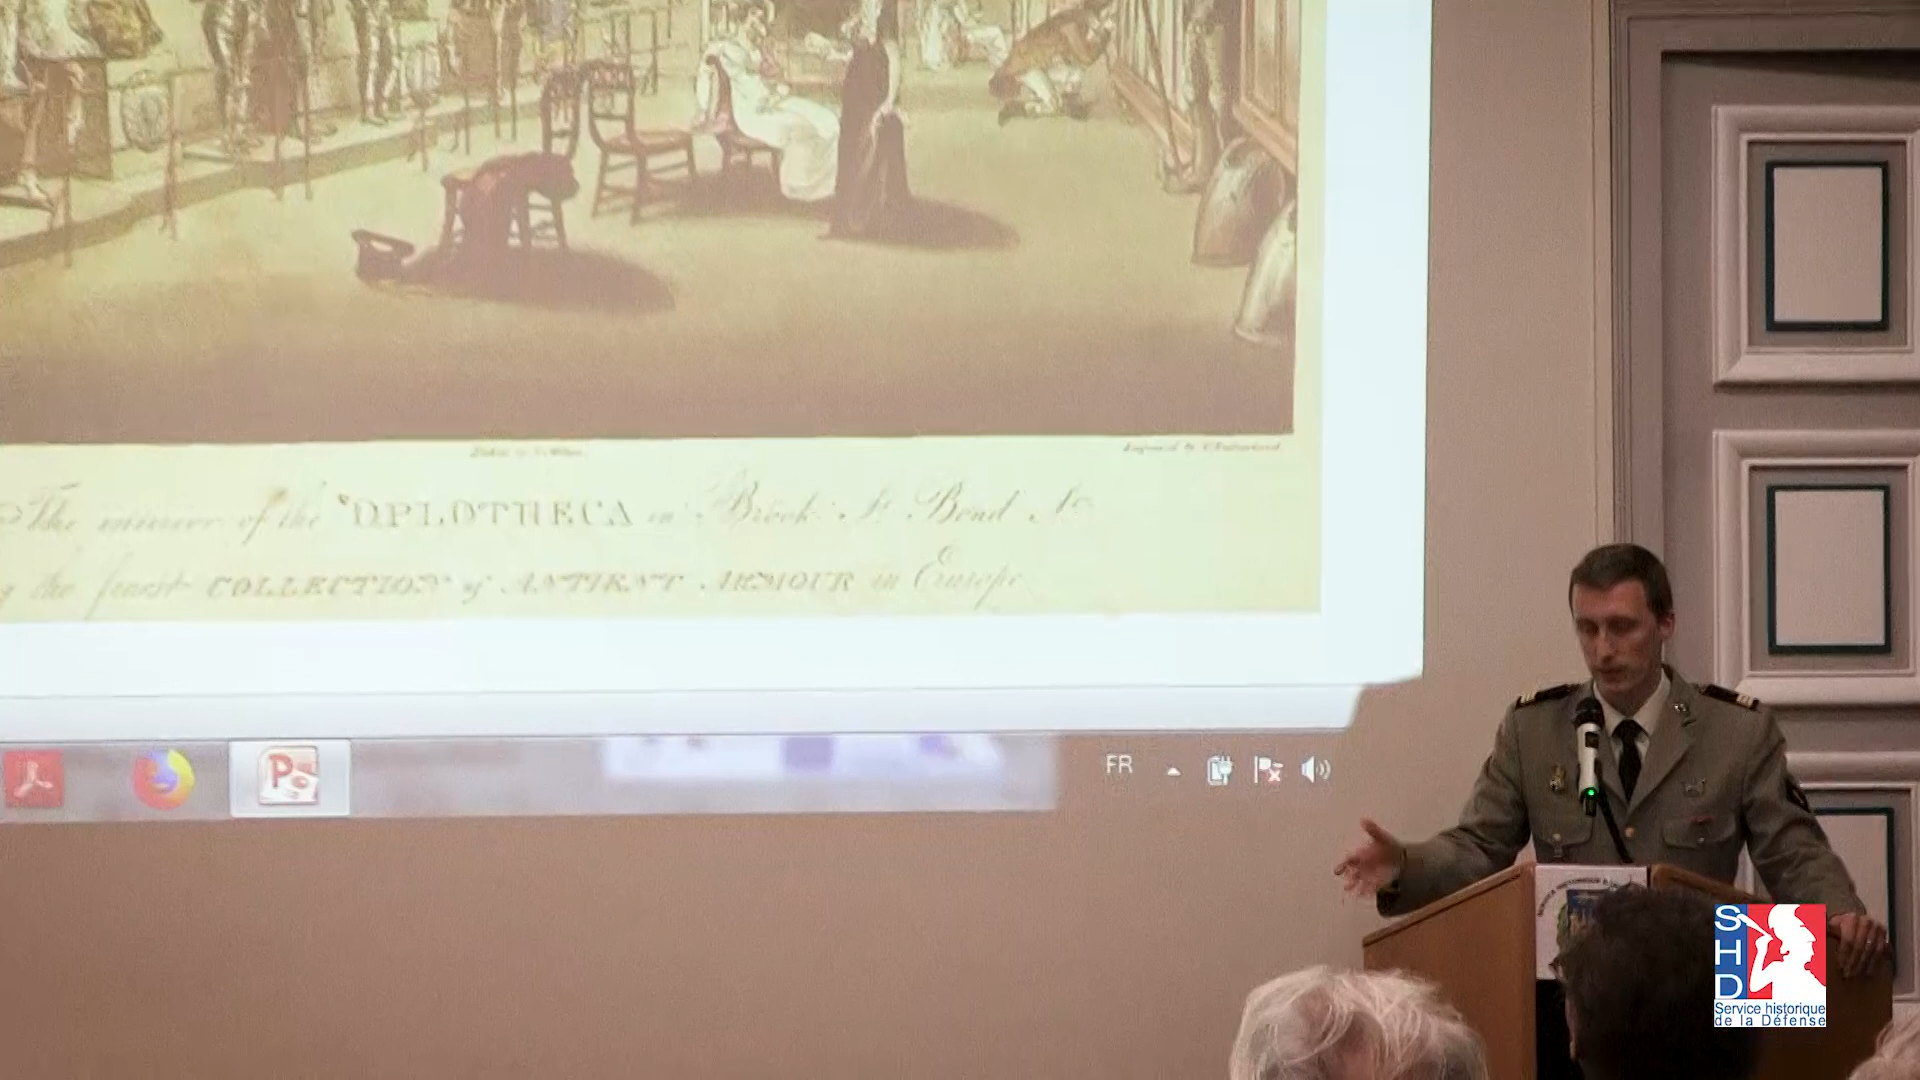 The interior of the 'OPLOTHECA in Brook St Bond St
the finest COLLECTION of ANTIENT ARMOUR in Europe
FR
SHD
Service historique
de la Défense